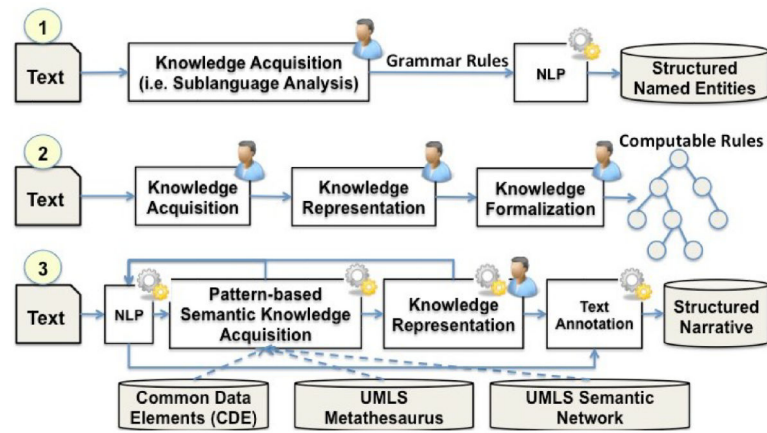 1
Text
Knowledge Acquisition
(i.e. Sublanguage Analysis)
Grammar Rules
NLP
Structured
Named Entities
2
Text
Knowledge
Acquisition
Knowledge
Representation
Knowledge
Formalization
Computable Rules
3
Text
NLP
Pattern-based
Semantic Knowledge
Acquisition
Knowledge
Representation
Text
Annotation
Structured
Narrative
Common Data
Elements (CDE)
UMLS
Metathesaurus
UMLS Semantic
Network